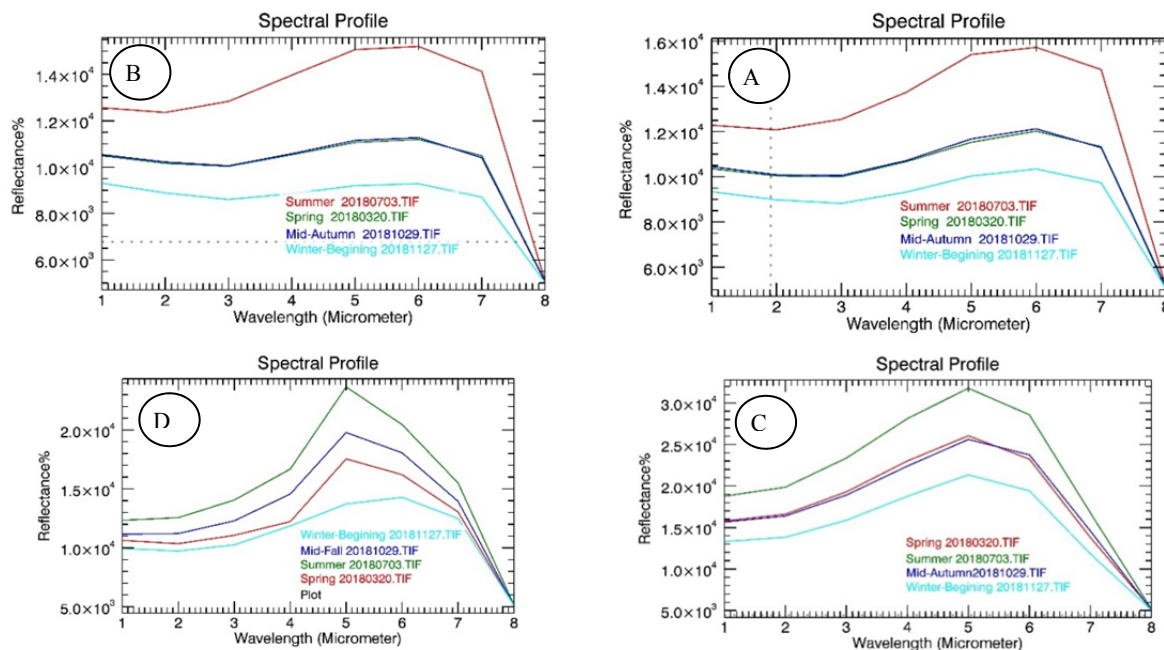 Spectral Profile
B
1.4×10⁴
1.2×10⁴
1.0×10⁴
8.0×10³
6.0×10³
Reflectance%
Summer 20180703.TIF
Spring 20180320.TIF
Mid-Autumn 20181029.TIF
Winter-Begining 20181127.TIF
1 2 3 4 5 6 7 8
Wavelength (Micrometer)
Spectral Profile
A
1.6×10⁴
1.4×10⁴
1.2×10⁴
1.0×10⁴
8.0×10³
6.0×10³
Reflectance%
Summer 20180703.TIF
Spring 20180320.TIF
Mid-Autumn 20181029.TIF
Winter-Begining 20181127.TIF
1 2 3 4 5 6 7 8
Wavelength (Micrometer)
Spectral Profile
D
2.0×10⁴
1.5×10⁴
1.0×10⁴
5.0×10³
Reflectance%
Winter-Begining 20181127.TIF
Mid-Fall 20181029.TIF
Summer 20180703.TIF
Spring 20180320.TIF
Plot
1 2 3 4 5 6 7 8
Wavelength (Micrometer)
Spectral Profile
C
3.0×10⁴
2.5×10⁴
2.0×10⁴
1.5×10⁴
1.0×10⁴
5.0×10³
Reflectance%
Spring 20180320.TIF
Summer 20180703.TIF
Mid-Autumn20181029.TIF
Winter-Begining 20181127.TIF
1 2 3 4 5 6 7 8
Wavelength (Micrometer)